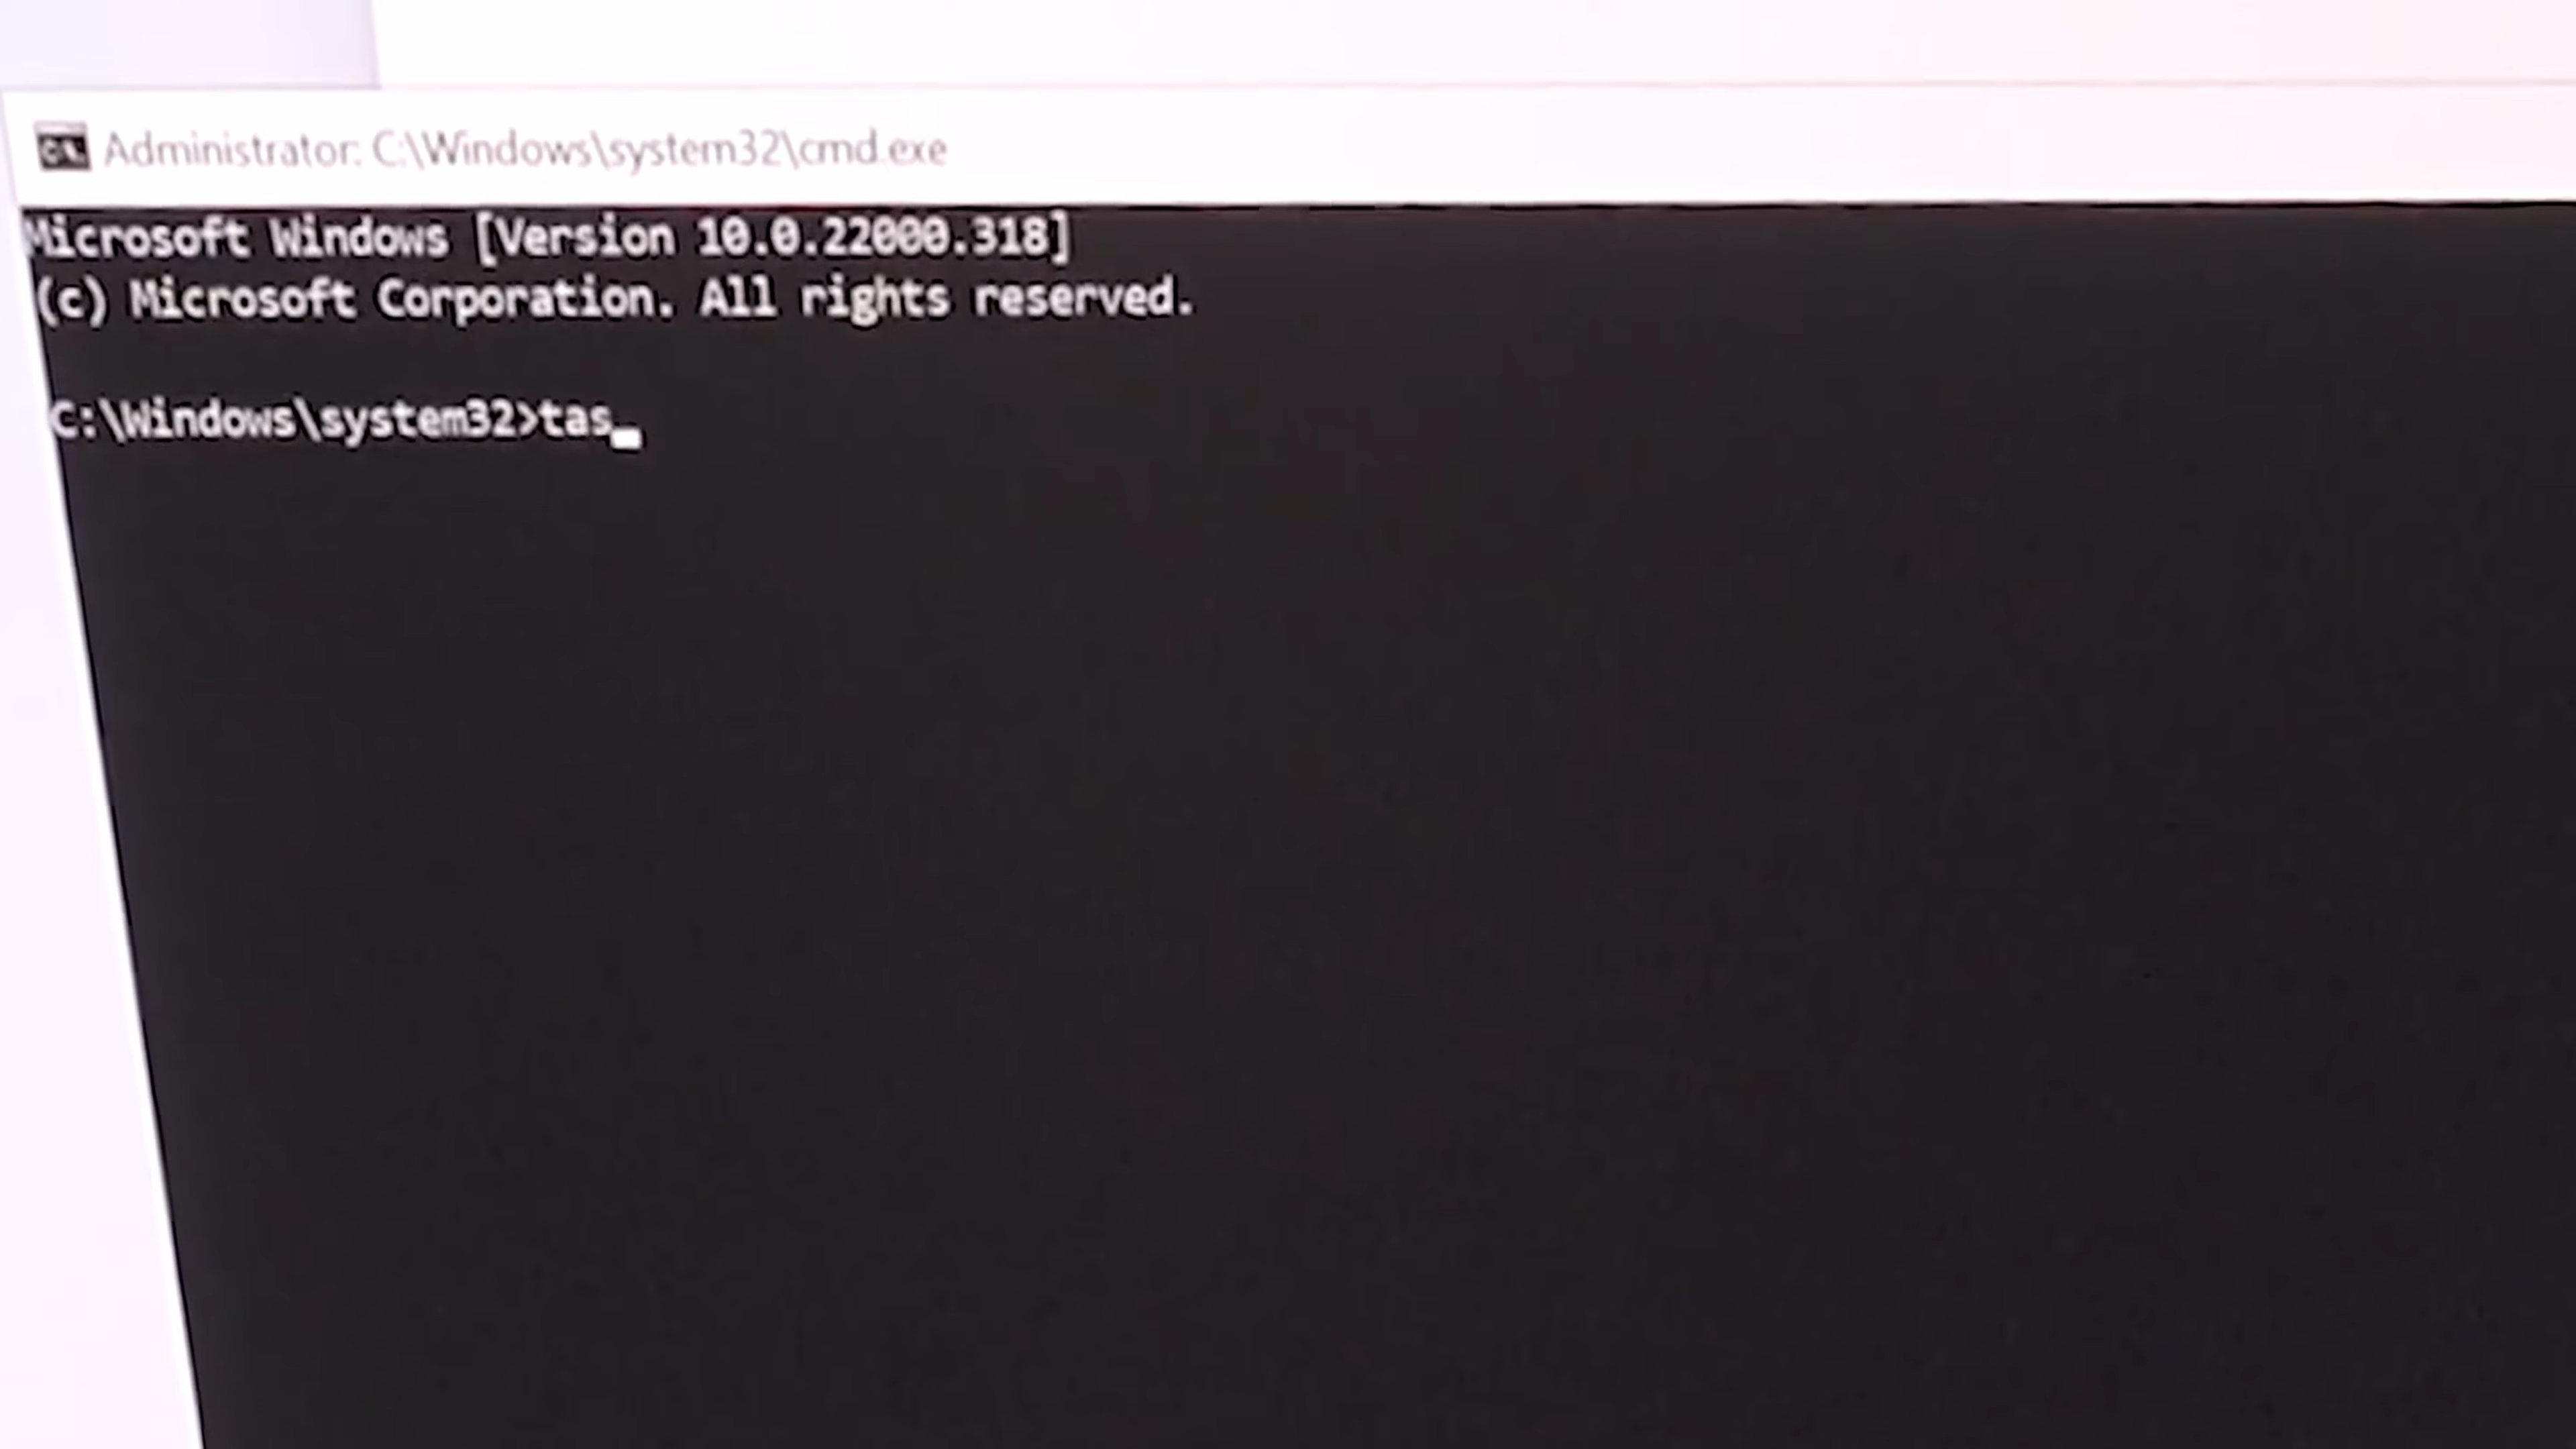 Administrator: C:\Windows\system32\cmd.exe
Microsoft Windows [Version 10.0.22000.318]
(c) Microsoft Corporation. All rights reserved.
C:\Windows\system32>tas